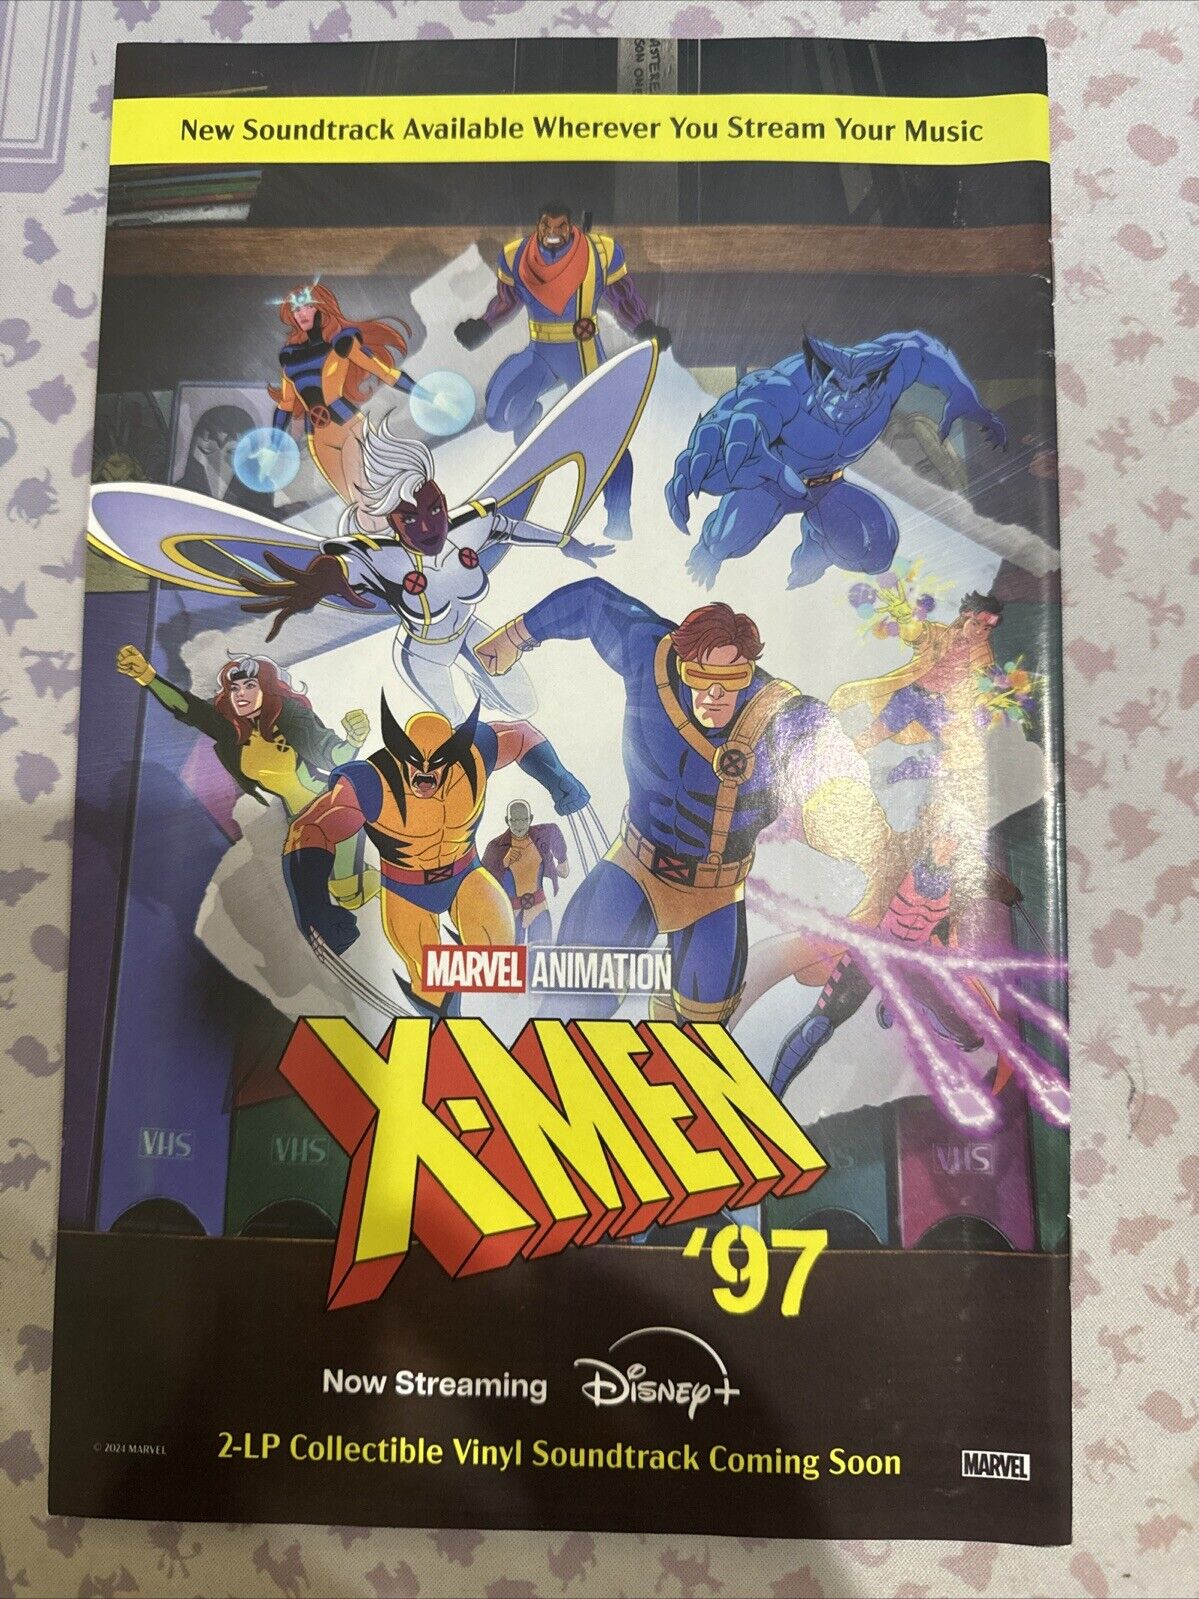 New Soundtrack Available Wherever You Stream Your Music
MARVEL ANIMATION
X-MEN
'97
VHS
VHS
VHS
Now Streaming Disney+
© 2024 MARVEL
2-LP Collectible Vinyl Soundtrack Coming Soon
MARVEL